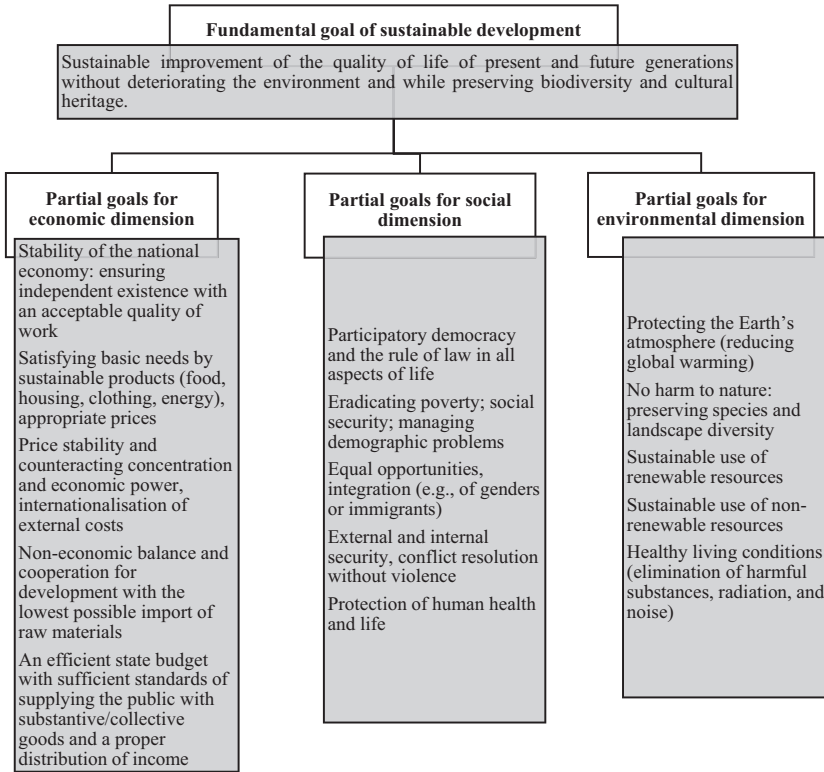 Fundamental goal of sustainable development
Sustainable improvement of the quality of life of present and future generations
without deteriorating the environment and while preserving biodiversity and cultural
heritage.
Partial goals for
economic dimension
Stability of the national
economy: ensuring
independent existence with
an acceptable quality of
work
Satisfying basic needs by
sustainable products (food,
housing, clothing, energy),
appropriate prices
Price stability and
counteracting concentration
and economic power,
internationalisation of
external costs
Non-economic balance and
cooperation for
development with the
lowest possible import of
raw materials
An efficient state budget
with sufficient standards of
supplying the public with
substantive/collective
goods and a proper
distribution of income
Partial goals for social
dimension
Participatory democracy
and the rule of law in all
aspects of life
Eradicating poverty; social
security; managing
demographic problems
Equal opportunities,
integration (e.g., of genders
or immigrants)
External and internal
security, conflict resolution
without violence
Protection of human health
and life
Partial goals for
environmental dimension
Protecting the Earth's
atmosphere (reducing
global warming)
No harm to nature:
preserving species and
landscape diversity
Sustainable use of
renewable resources
Sustainable use of non-
renewable resources
Healthy living conditions
(elimination of harmful
substances, radiation, and
noise)